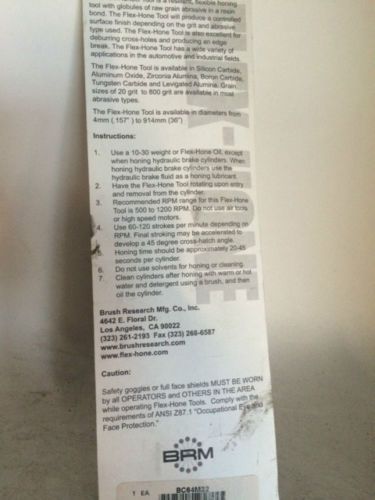 tool with globules of raw grain abrasive in a resin
bond. The Flex-Hone Tool will produce a controlled
surface finish depending on the grit and abrasive
type used. The Flex-Hone Tool is also excellent for
deburring cross-holes and producing an edge
break. The Flex-Hone Tool has a wide variety of
applications in the automotive and industrial fields.
The Flex-Hone Tool is available in Silicon Carbide,
Aluminum Oxide, Zirconia Alumina, Boron Carbide,
Tungsten Carbide and Levigated Alumina. Grain
sizes of 20 grit to 800 grit are available in most
abrasive types.
The Flex-Hone Tool is available in diameters from
4mm (.157") to 914mm (36")
Instructions:
1. Use a 10-30 weight or Flex-Hone Oil, except
when honing hydraulic brake cylinders. When
honing hydraulic brake cylinders use the
hydraulic brake fluid as a honing lubricant.
2. Have the Flex-Hone Tool rotating upon entry
and removal from the cylinder.
3. Recommended RPM range for this Flex-Hone
Tool is 500 to 1200 RPM. Do not use air tools
or high speed motors.
4. Use 60-120 strokes per minute depending on
RPM. Final stroking may be accelerated to
develop a 45 degree cross-hatch angle.
5. Honing time should be approximately 20-45
seconds per cylinder.
6. Do not use solvents for honing or cleaning.
7. Clean cylinders after honing with warm or hot
water and detergent using a brush, and then
oil the cylinder.
Brush Research Mfg. Co., Inc.
4642 E. Floral Dr.
Los Angeles, CA 90022
(323) 261-2193 Fax (323) 268-6587
www.brushresearch.com
www.flex-hone.com
Caution:
Safety goggles or full face shields MUST BE WORN
by all OPERATORS and OTHERS IN THE AREA
while operating Flex-Hone Tools. Comply with the
requirements of ANSI Z87.1 "Occupational Eye and
Face Protection."
BRM
1 EA BC64M22